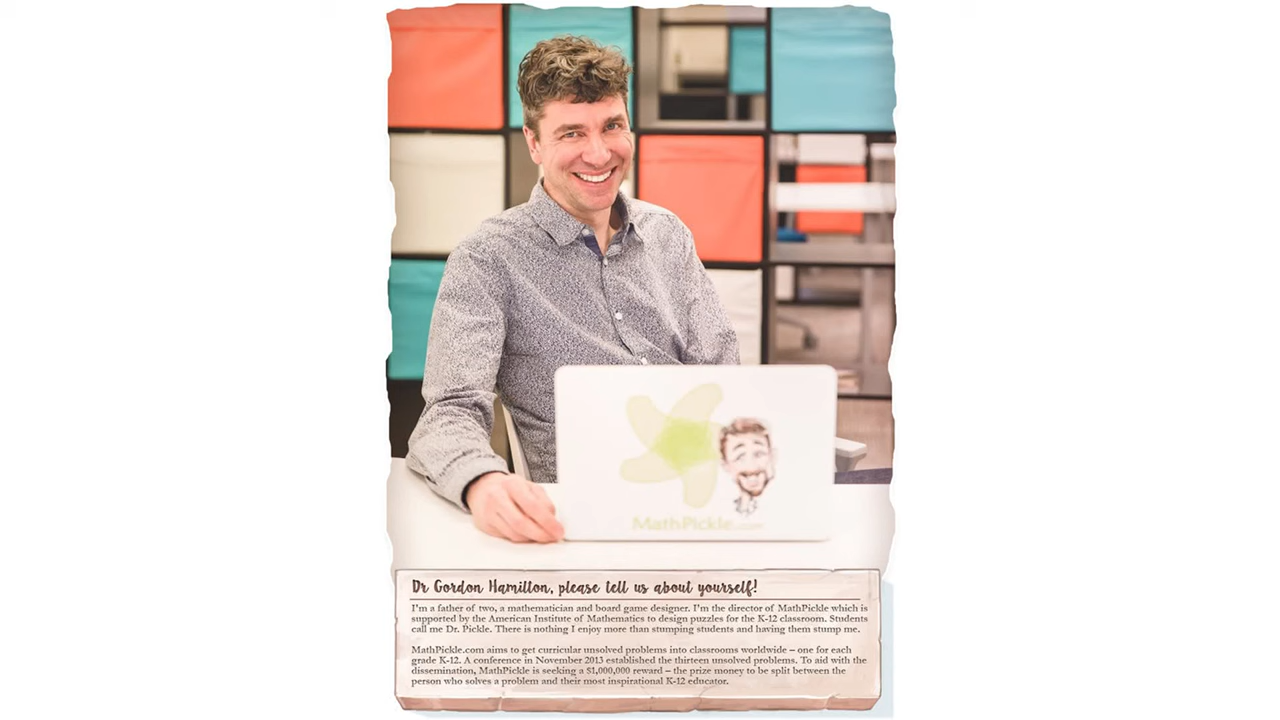 MathPickle.com
Dr Gordon Hamilton, please tell us about yourself!
I'm a father of two, a mathematician and board game designer. I'm the director of MathPickle which is
supported by the American Institute of Mathematics to design puzzles for the K-12 classroom. Students
call me Dr. Pickle. There is nothing I enjoy more than stumping students and having them stump me.
MathPickle.com aims to get curricular unsolved problems into classrooms worldwide – one for each
grade K-12. A conference in November 2013 established the thirteen unsolved problems. To aid with the
dissemination, MathPickle is seeking a $1,000,000 reward – the prize money to be split between the
person who solves a problem and their most inspirational K-12 educator.